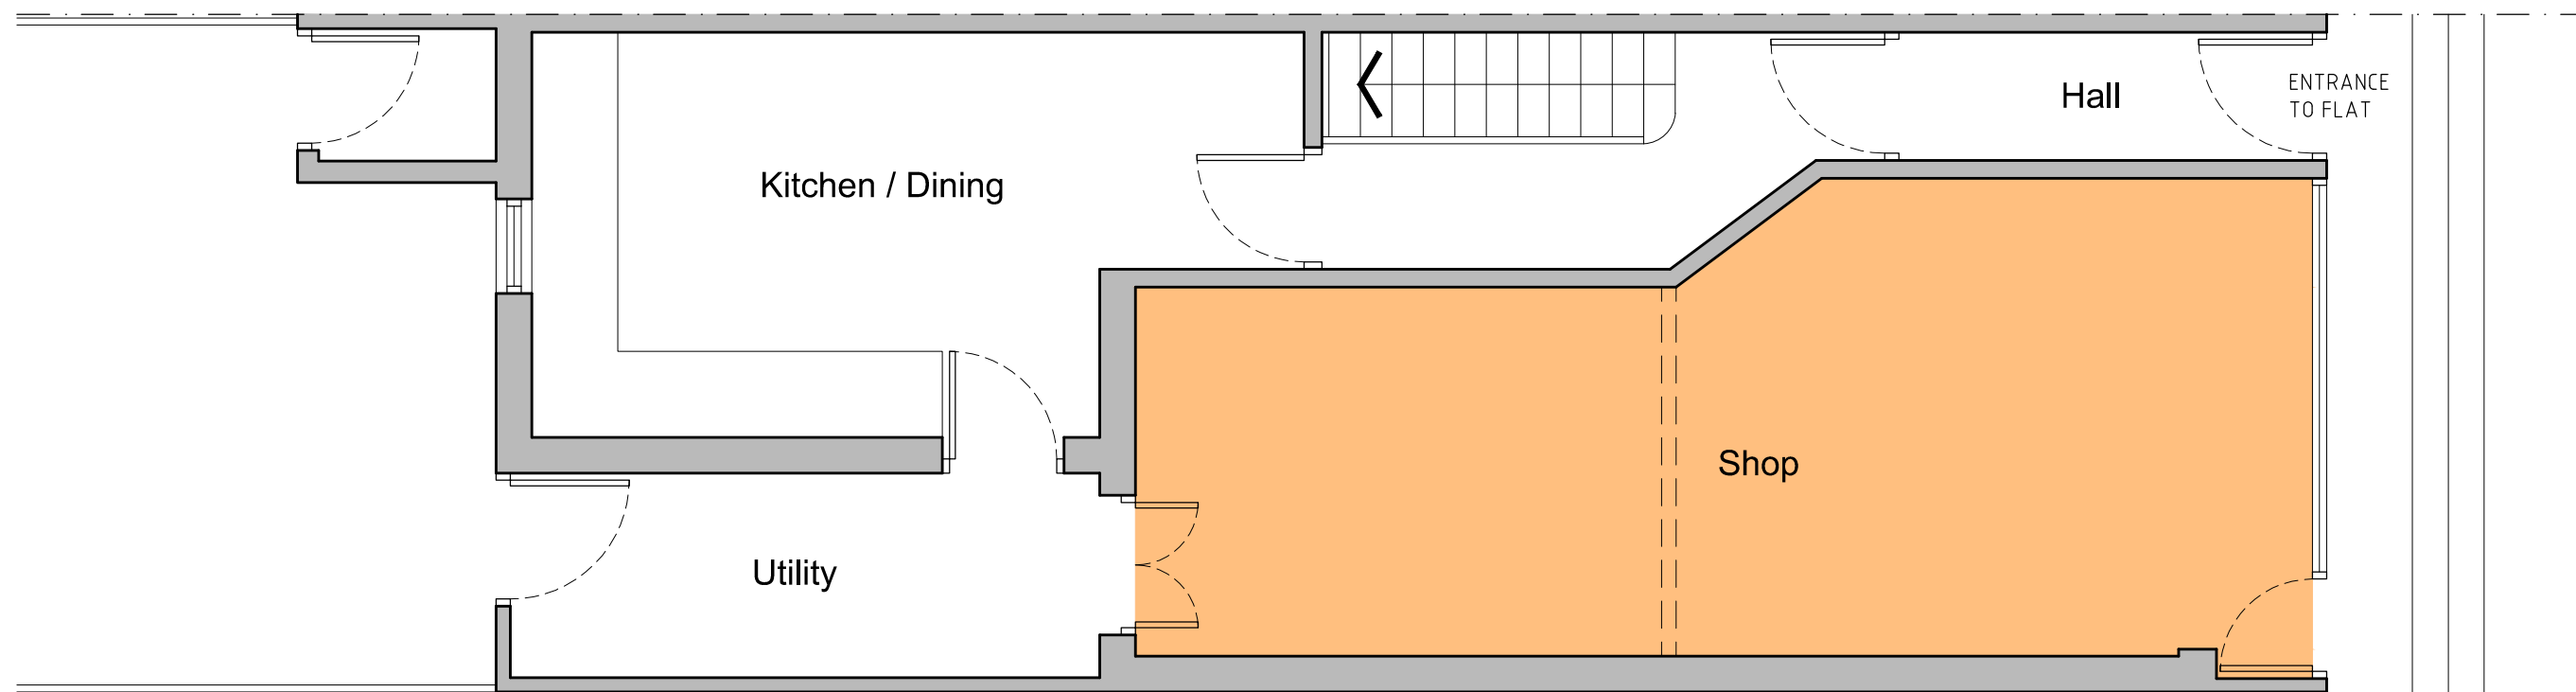 Hall
ENTRANCE
TO FLAT
Kitchen / Dining
Shop
Utility